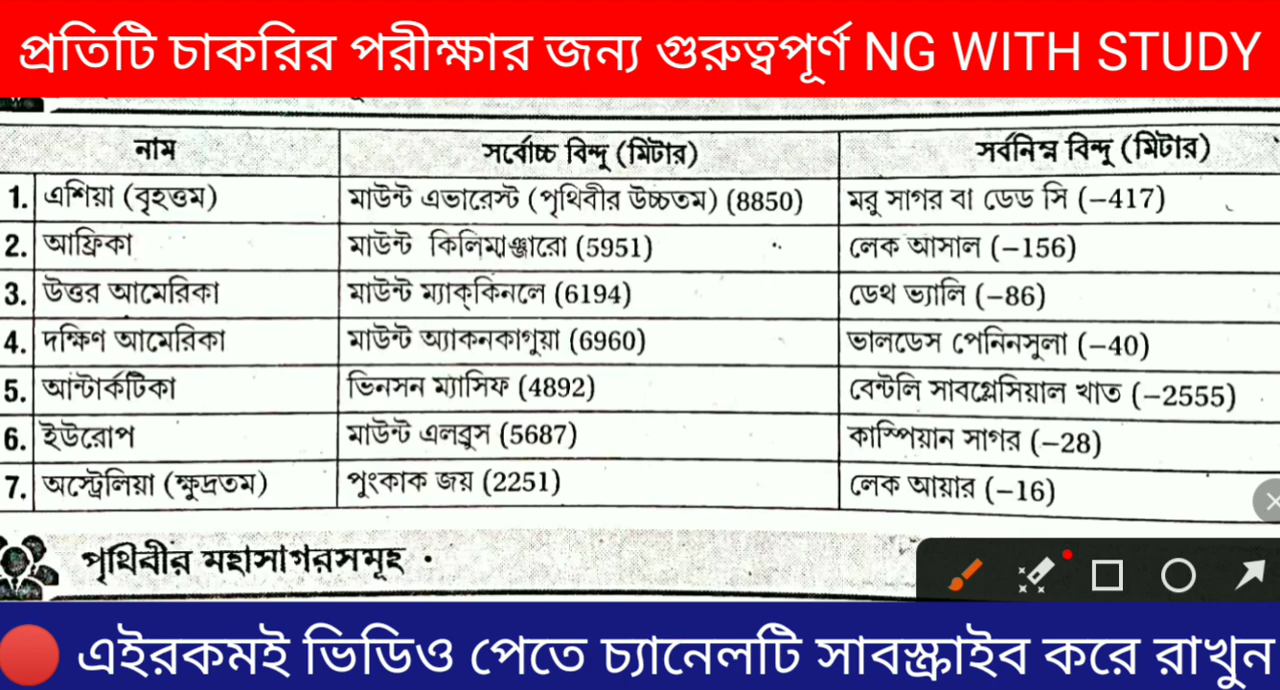 প্রতিটি চাকরির পরীক্ষার জন্য গুরুত্বপূর্ণ NG WITH STUDY
নাম সর্বোচ্চ বিন্দু (মিটার) সর্বনিম্ন বিন্দু (মিটার)
1. এশিয়া (বৃহত্তম) মাউন্ট এভারেস্ট (পৃথিবীর উচ্চতম) (8850) মরু সাগর বা ডেড সি (–417)
2. আফ্রিকা মাউন্ট কিলিমাঞ্জারো (5951) লেক আসাল (–156)
3. উত্তর আমেরিকা মাউন্ট ম্যাক্‌কিনলে (6194) ডেথ ভ্যালি (–86)
4. দক্ষিণ আমেরিকা মাউন্ট অ্যাকনকাগুয়া (6960) ভালডেস পেনিনসুলা (–40)
5. আন্টার্কটিকা ভিনসন ম্যাসিফ (4892) বেন্টলি সাবগ্লেসিয়াল খাত (–2555)
6. ইউরোপ মাউন্ট এলব্রুস (5687) কাস্পিয়ান সাগর (–28)
7. অস্ট্রেলিয়া (ক্ষুদ্রতম) পুংকাক জয় (2251) লেক আয়ার (–16)
পৃথিবীর মহাসাগরসমূহ
এইরকমই ভিডিও পেতে চ্যানেলটি সাবস্ক্রাইব করে রাখুন